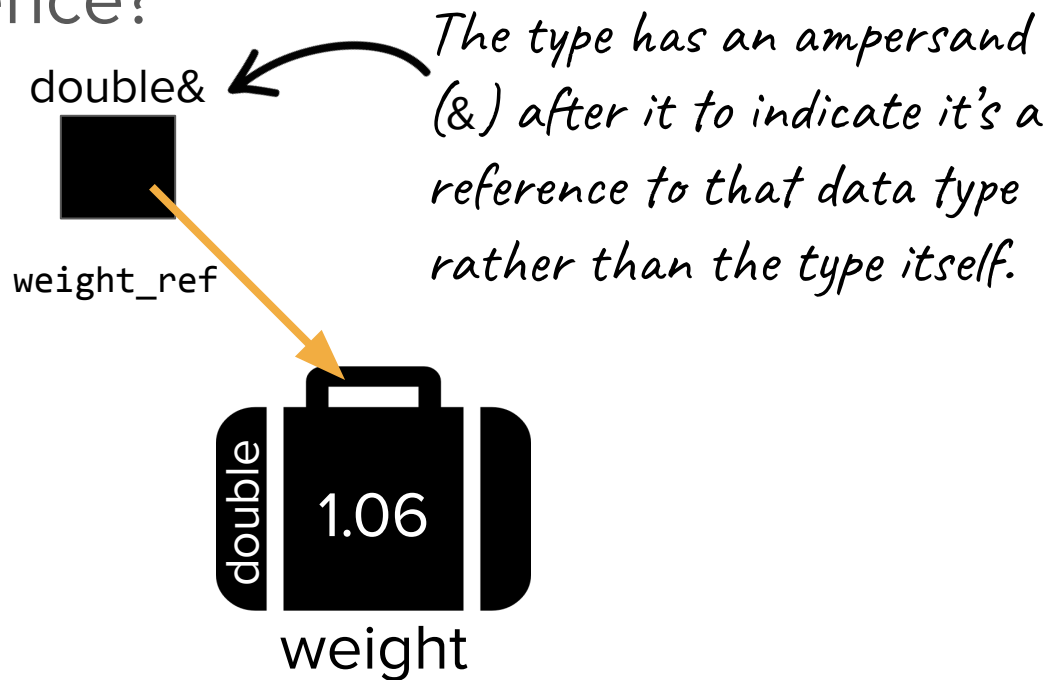 ence?
The type has an ampersand
double&
(&) after it to indicate it's a
reference to that data type
rather than the type itself.
weight_ref
double
1.06
weight